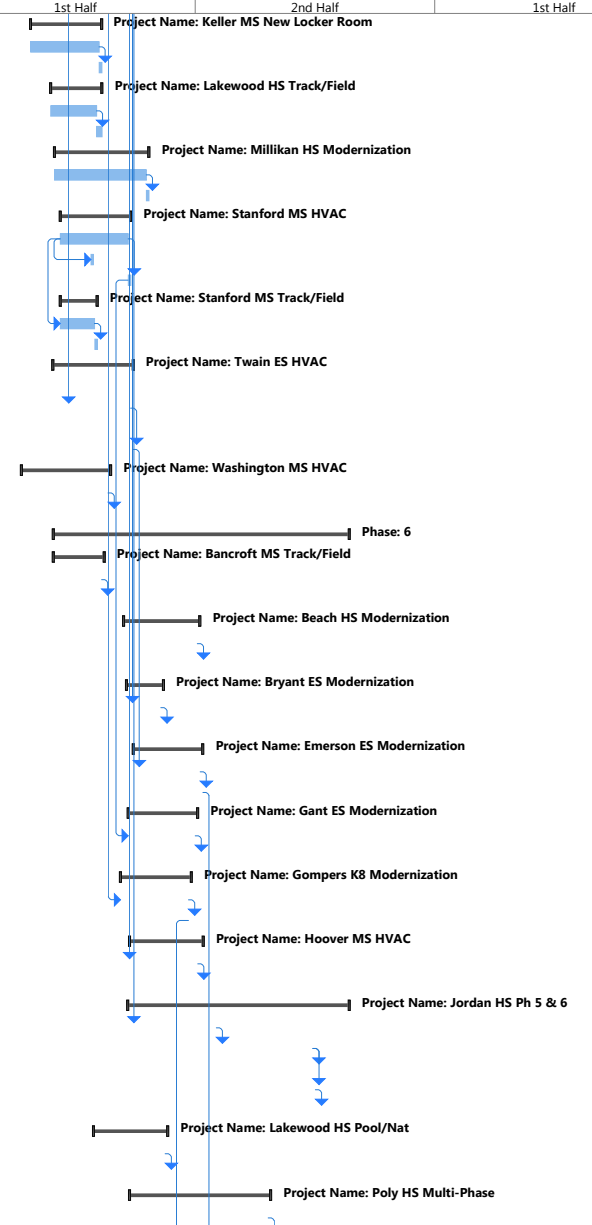 1st Half 2nd Half 1st Half
Project Name: Keller MS New Locker Room
Project Name: Lakewood HS Track/Field
Project Name: Millikan HS Modernization
Project Name: Stanford MS HVAC
Project Name: Stanford MS Track/Field
Project Name: Twain ES HVAC
Project Name: Washington MS HVAC
Phase: 6
Project Name: Bancroft MS Track/Field
Project Name: Beach HS Modernization
Project Name: Bryant ES Modernization
Project Name: Emerson ES Modernization
Project Name: Gant ES Modernization
Project Name: Gompers K8 Modernization
Project Name: Hoover MS HVAC
Project Name: Jordan HS Ph 5 & 6
Project Name: Lakewood HS Pool/Nat
Project Name: Poly HS Multi-Phase